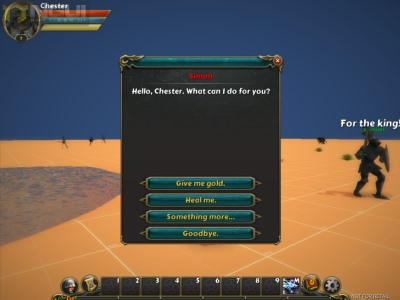 Chester
Simon
Hello, Chester. What can I do for you?
For the king!
Give me gold.
Heal me.
Something more...
Goodbye.
1 2 3 4 5 6 7 8 9 M